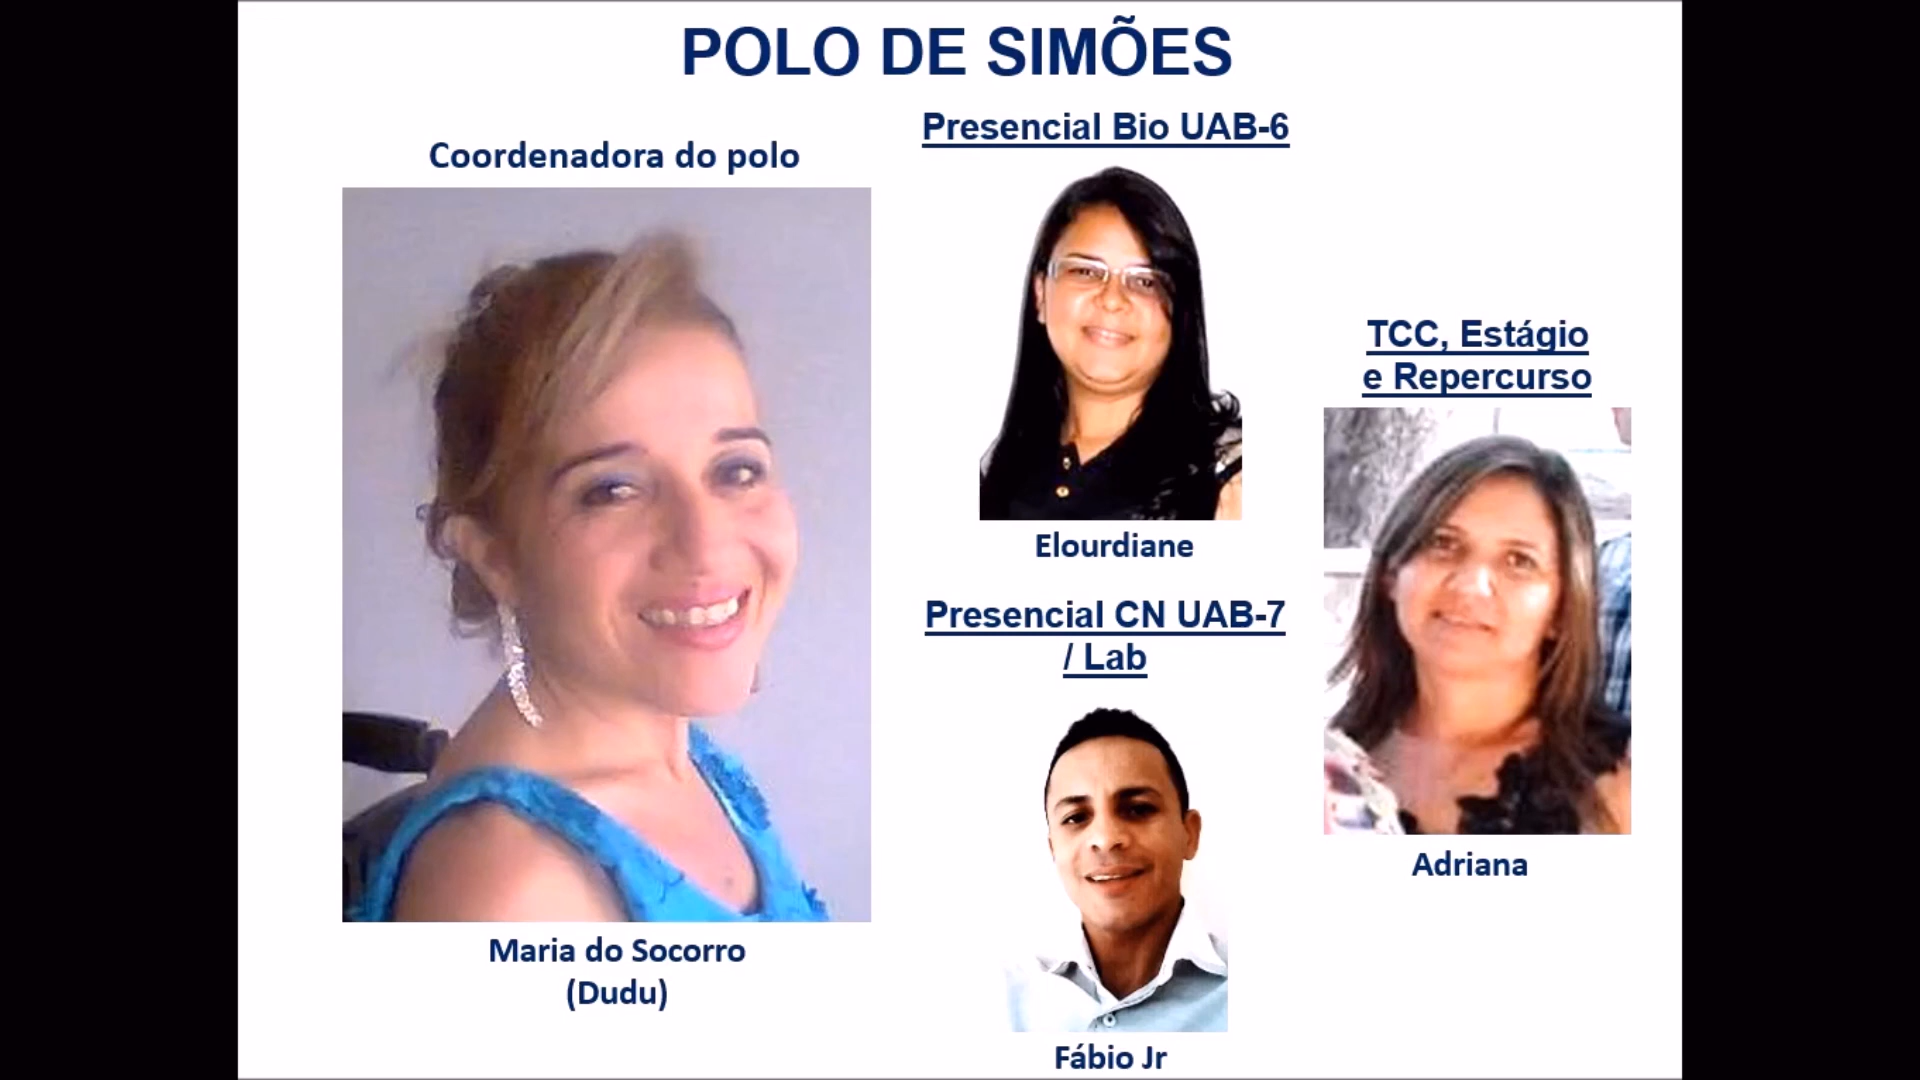 POLO DE SIMÕES
Coordenadora do polo
Maria do Socorro
(Dudu)
Presencial Bio UAB-6
Elourdiane
Presencial CN UAB-7
/ Lab
Fábio Jr
TCC, Estágio
e Repercurso
Adriana